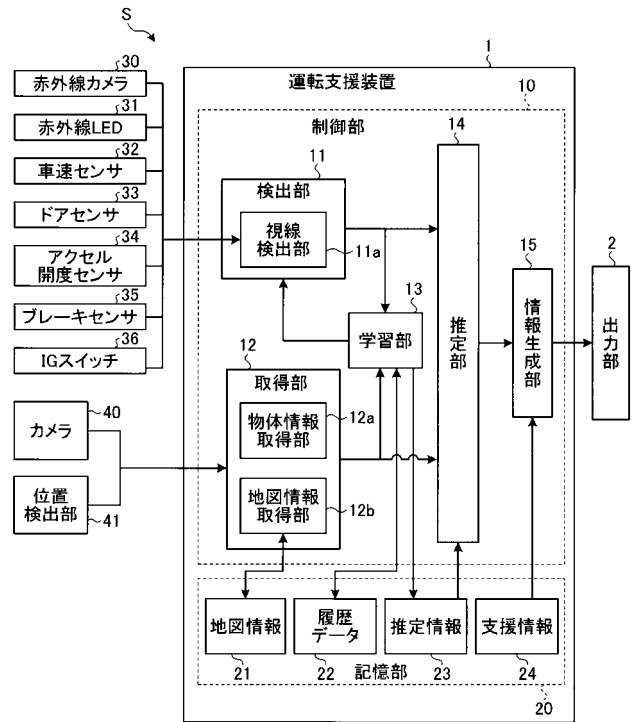 S
30
赤外線カメラ
31
赤外線LED
32
車速センサ
33
ドアセンサ
34
アクセル
開度センサ
35
ブレーキセンサ
36
IGスイッチ
40
カメラ
位置
検出部
41
1
運転支援装置
10
制御部
11
検出部
視線
検出部
11a
12
取得部
物体情報
取得部
12a
地図情報
取得部
12b
13
学習部
14
推定部
15
情報生成部
2
出力部
地図情報
21
履歴
データ
22
推定情報
23
支援情報
24
記憶部
20